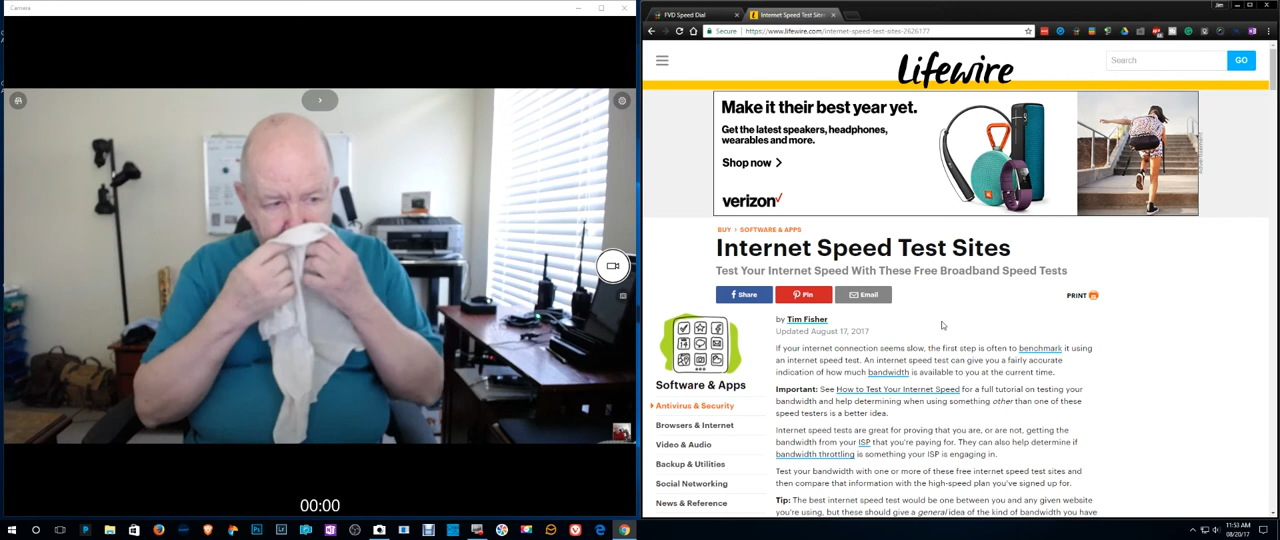 Camera
00:00
FVD Speed Dial
Internet Speed Test Sites
Jim
Secure
https://www.lifewire.com/internet-speed-test-sites-2626177
Lifewire
Search
GO
Make it their best year yet.
Get the latest speakers, headphones,
wearables and more.
Shop now
verizon
JBL
BUY › SOFTWARE & APPS
Internet Speed Test Sites
Test Your Internet Speed With These Free Broadband Speed Tests
Share
Pin
Email
PRINT
by Tim Fisher
Updated August 17, 2017
If your internet connection seems slow, the first step is often to benchmark it using
an internet speed test. An internet speed test can give you a fairly accurate
indication of how much bandwidth is available to you at the current time.
Important: See How to Test Your Internet Speed for a full tutorial on testing your
bandwidth and help determining when using something other than one of these
speed testers is a better idea.
Internet speed tests are great for proving that you are, or are not, getting the
bandwidth from your ISP that you're paying for. They can also help determine if
bandwidth throttling is something your ISP is engaging in.
Test your bandwidth with one or more of these free internet speed test sites and
then compare that information with the high-speed plan you've signed up for.
Tip: The best internet speed test would be one between you and any given website
you're using, but these should give a general idea of the kind of bandwidth you have
Software & Apps
Antivirus & Security
Browsers & Internet
Video & Audio
Backup & Utilities
Social Networking
News & Reference
11:53 AM
08/20/17